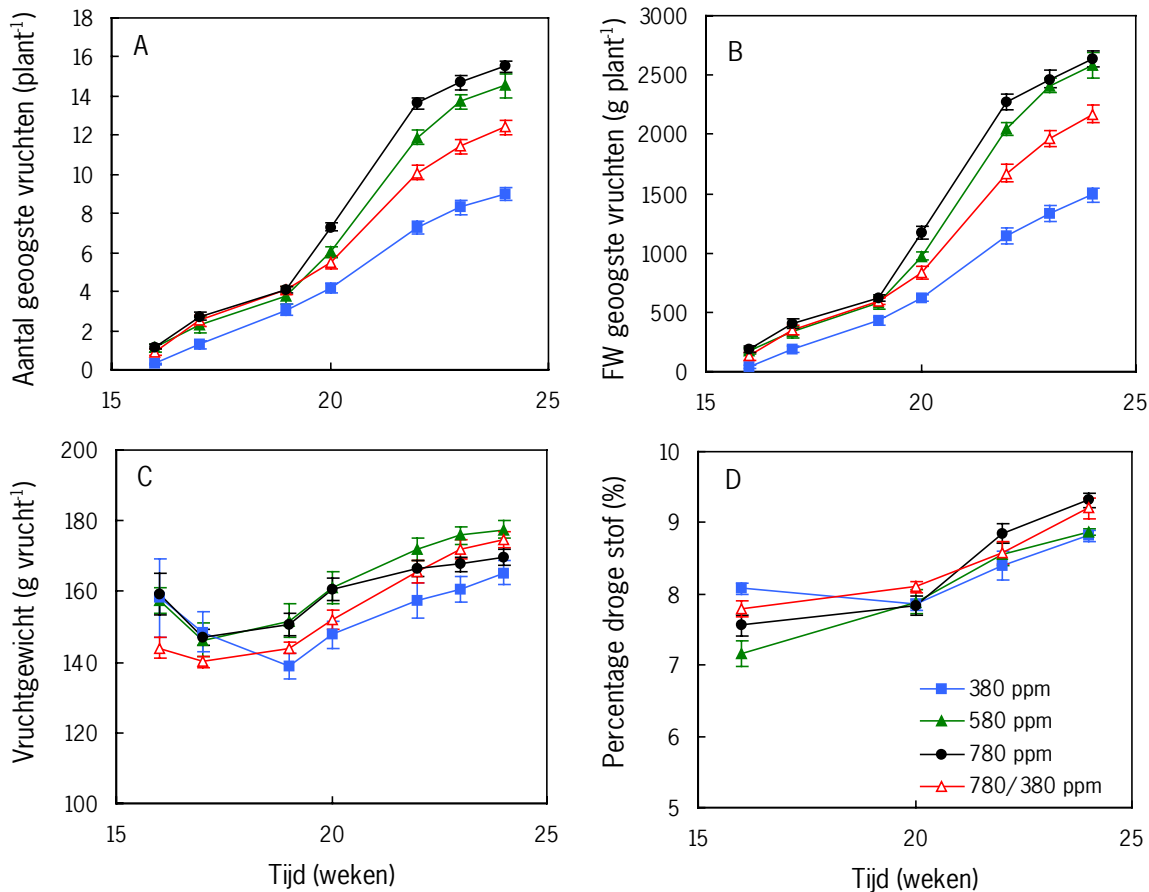 A
Aantal geoogste vruchten (plant⁻¹)
18
16
14
12
10
8
6
4
2
0
15
20
25
B
FW geoogste vruchten (g plant⁻¹)
3000
2500
2000
1500
1000
500
0
15
20
25
C
Vruchtgewicht (g vrucht⁻¹)
200
180
160
140
120
100
15
20
25
Tijd (weken)
D
Percentage droge stof (%)
10
9
8
7
6
5
15
20
25
Tijd (weken)
380 ppm
580 ppm
780 ppm
780/380 ppm